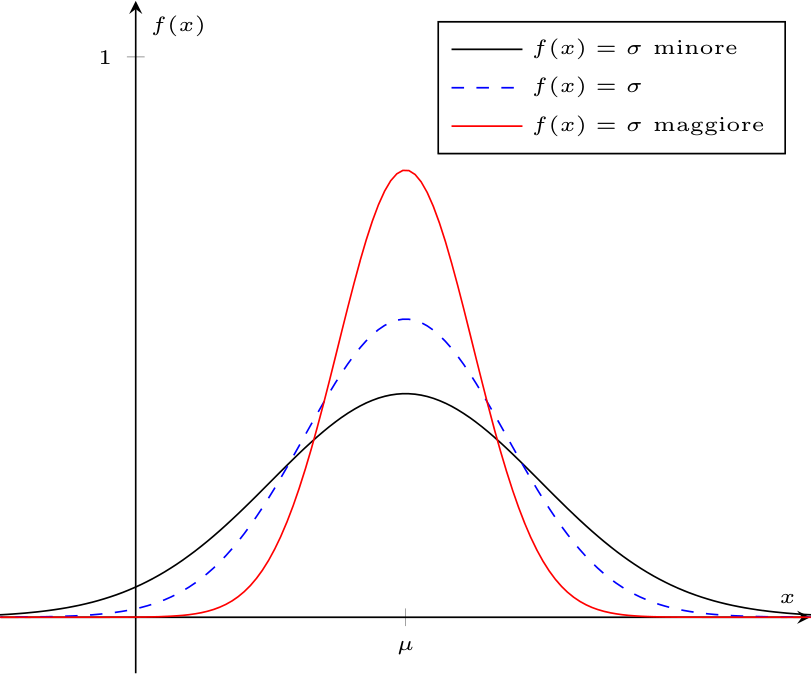 f(x)
1
f(x) = σ minore
f(x) = σ
f(x) = σ maggiore
x
μ